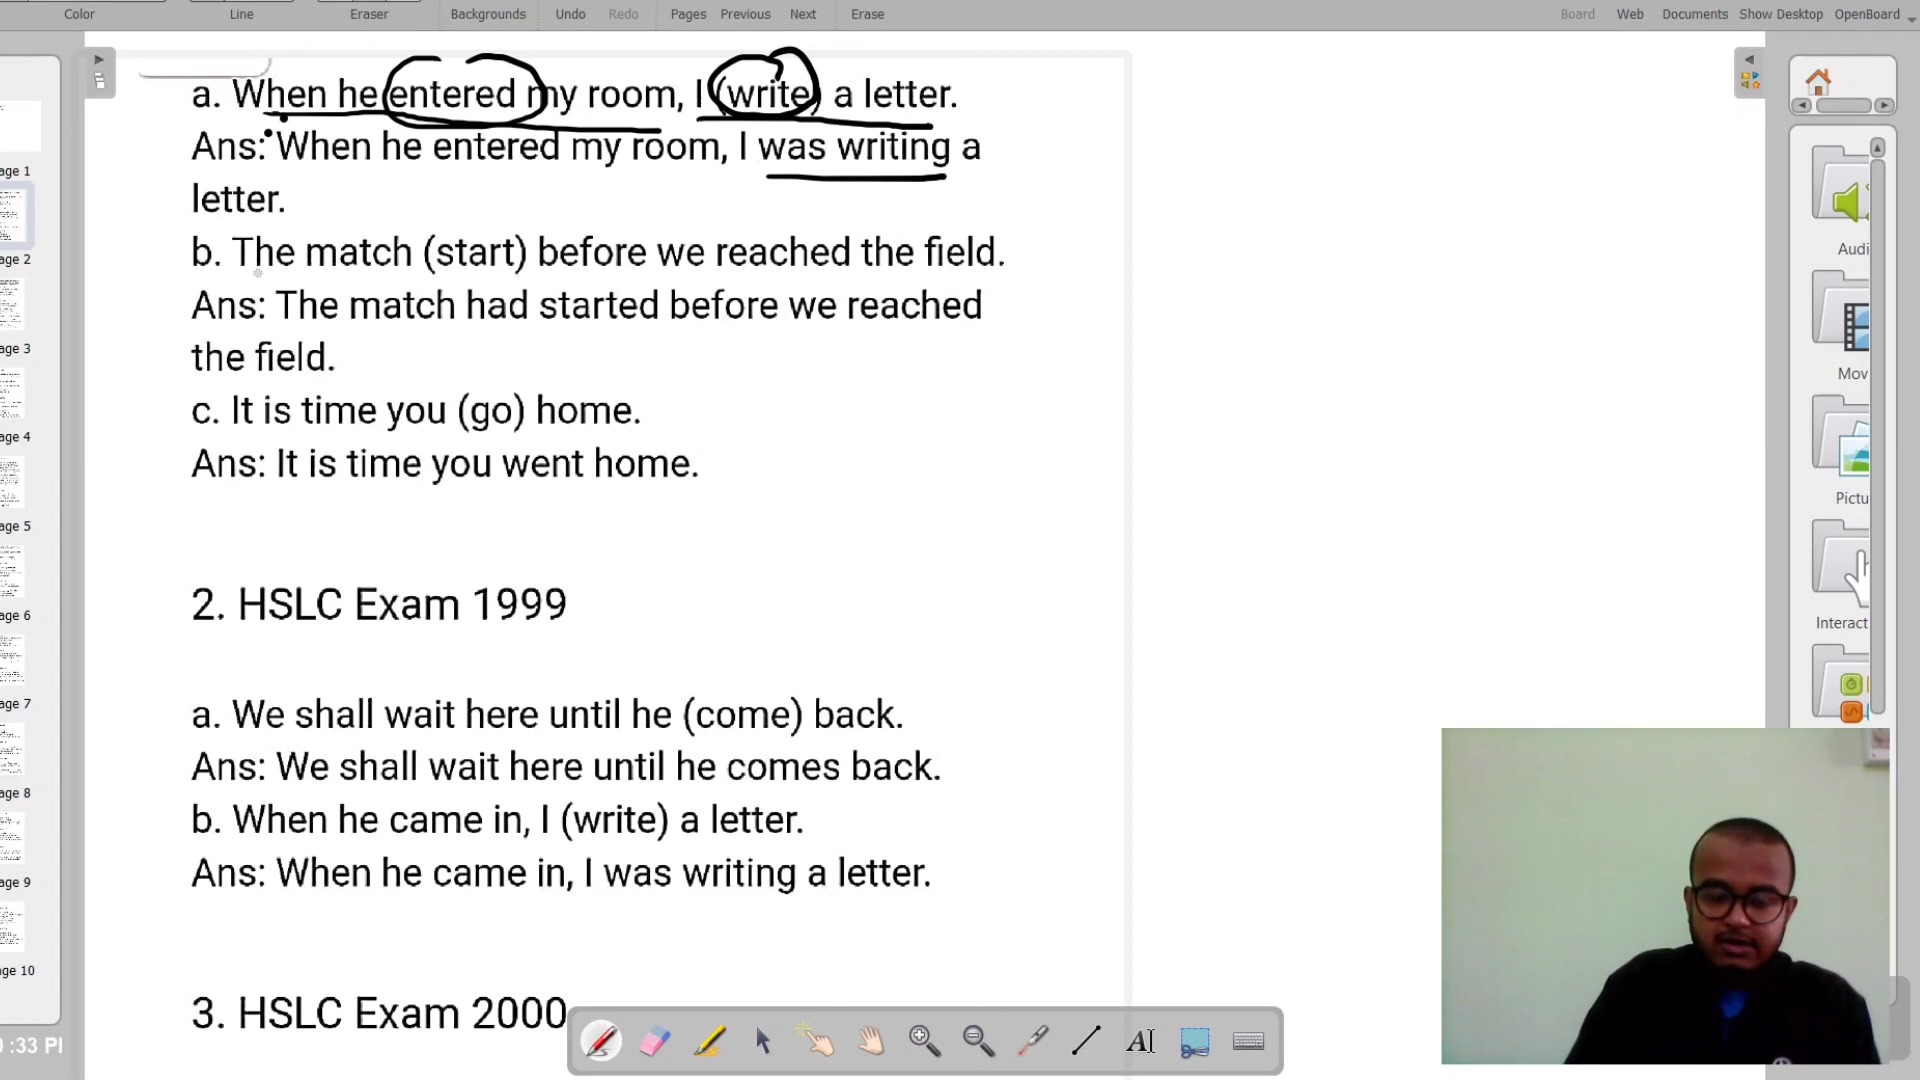 Color Line Eraser Backgrounds Undo Redo Pages Previous Next Erase Board Web Documents Show Desktop OpenBoard
a. When he entered my room, I (write) a letter.
Ans: When he entered my room, I was writing a
letter.
b. The match (start) before we reached the field.
Ans: The match had started before we reached
the field.
c. It is time you (go) home.
Ans: It is time you went home.
2. HSLC Exam 1999
a. We shall wait here until he (come) back.
Ans: We shall wait here until he comes back.
b. When he came in, I (write) a letter.
Ans: When he came in, I was writing a letter.
3. HSLC Exam 2000
age 1
age 2
age 3
age 4
age 5
age 6
age 7
age 8
age 9
age 10
:33 PI
Audi
Mov
Pictu
Interact
AI